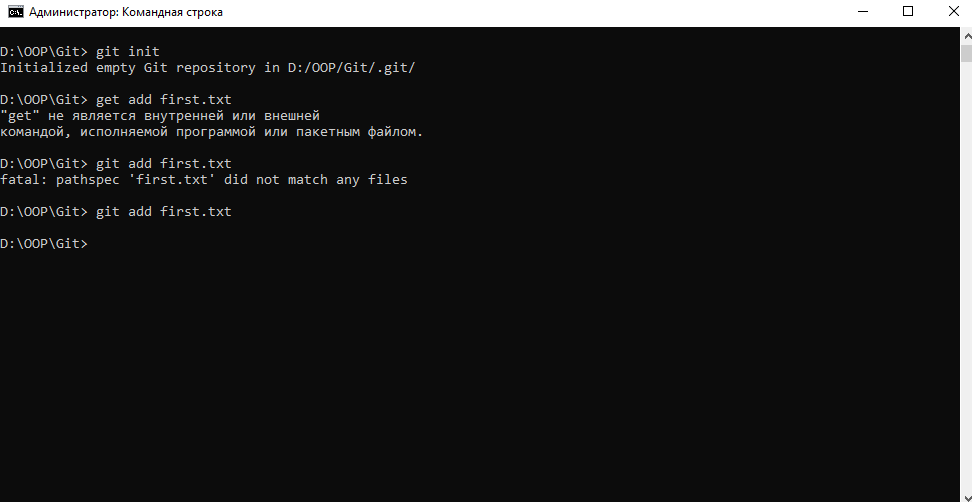 Администратор: Командная строка
D:\OOP\Git> git init
Initialized empty Git repository in D:/OOP/Git/.git/
D:\OOP\Git> get add first.txt
"get" не является внутренней или внешней
командой, исполняемой программой или пакетным файлом.
D:\OOP\Git> git add first.txt
fatal: pathspec 'first.txt' did not match any files
D:\OOP\Git> git add first.txt
D:\OOP\Git>